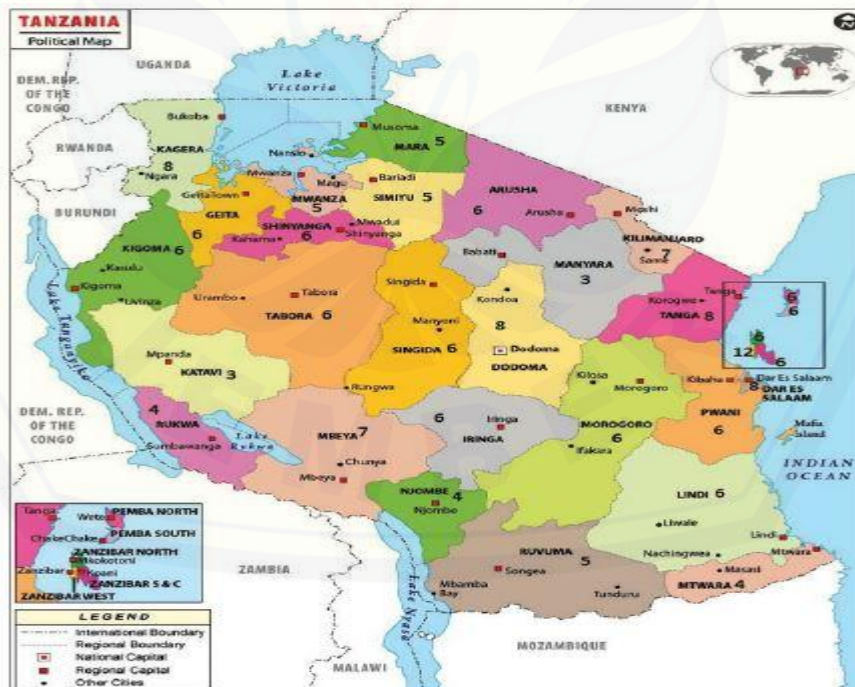 TANZANIA
Political Map
UGANDA
DEM. REP.
OF THE CONGO
Lake
Victoria
KENYA
RWANDA
BURUNDI
Bukoba
KAGERA
8
Ngara
Musoma
MARA 5
Nansio
Mwanza
Magu
MWANZA
5
Bariadi
SIMIYU 5
GeitaTown
GEITA
6
SHINYANGA
6
Kahama
Mwadui
Shinyanga
ARUSHA
6
Arusha
Moshi
KILIMANJARO
7
Same
KIGOMA 6
Kasulu
Kigoma
Uvinza
Babati
MANYARA
3
Urambo
Tabora
TABORA 6
Singida
Manyoni
SINGIDA 6
Kondoa
8
Dodoma
DODOMA
Tanga
Korogwe
TANGA 8
6
6
6
12
6
Lake Tanganyika
Mpanda
KATAVI 3
Rungwa
Kilosa
Morogoro
MOROGORO
6
Ifakara
Kibaha
Dar Es Salaam
8
DAR ES
SALAAM
PWANI
6
Mafia
Island
DEM. REP.
OF THE
CONGO
4
RUKWA
Sumbawanga
Lake
Rukwa
MBEYA 7
Chunya
Mbeya
6
Iringa
IRINGA
INDIAN
OCEAN
NJOMBE 4
Njombe
LINDI 6
Liwale
Lindi
Nachingwea
Mtwara
Masasi
MTWARA 4
RUVUMA
5
Songea
Mbamba
Bay
Tunduru
Lake Nyasa
ZAMBIA
MALAWI
MOZAMBIQUE
Tanga
Wete
PEMBA NORTH
ChakeChake
PEMBA SOUTH
ZANZIBAR NORTH
Mkokotoni
Zanzibar
Koani
ZANZIBAR S & C
ZANZIBAR WEST
LEGEND
International Boundary
Regional Boundary
National Capital
Regional Capital
Other Cities